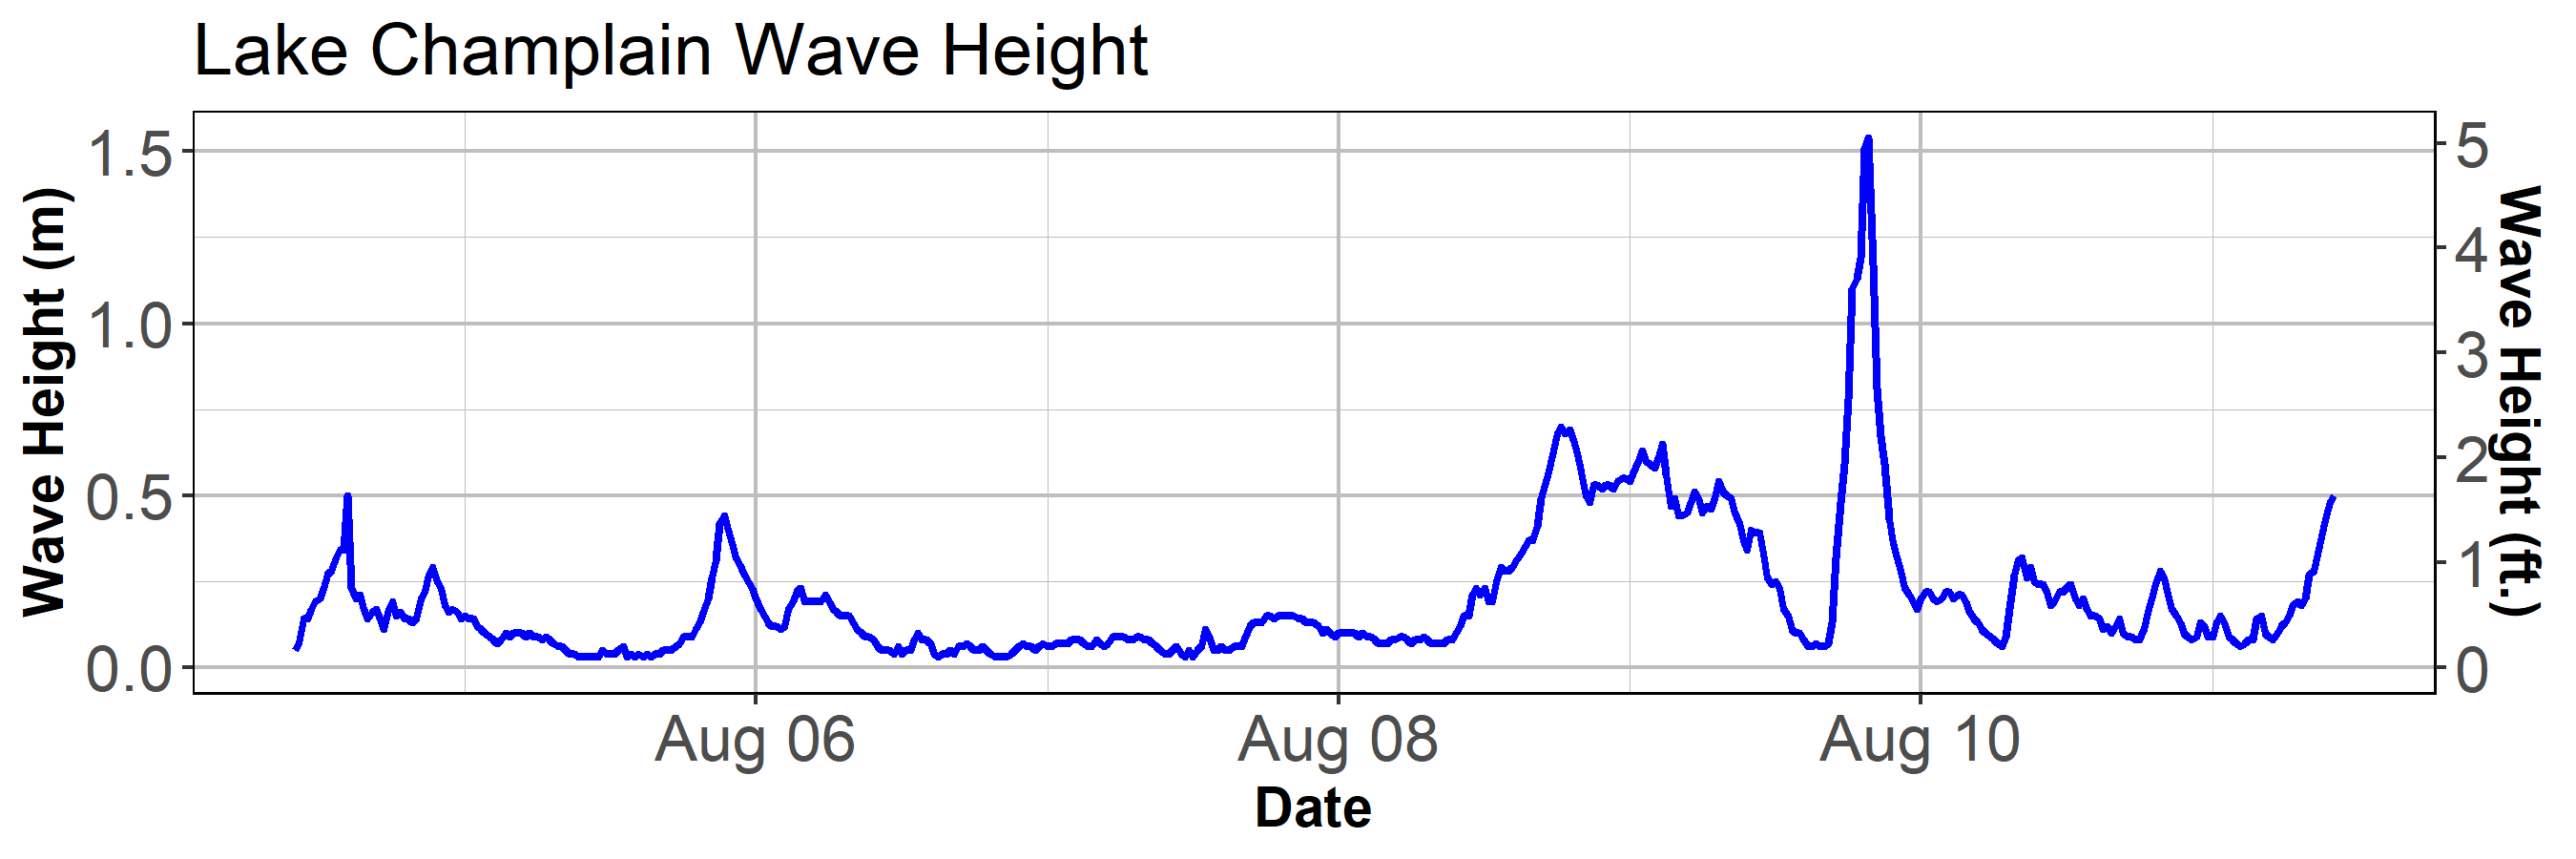 Lake Champlain Wave Height
Wave Height (m)
1.5
1.0
0.5
0.0
5
4
3
2
1
0
Wave Height (ft.)
Aug 06 Aug 08 Aug 10
Date